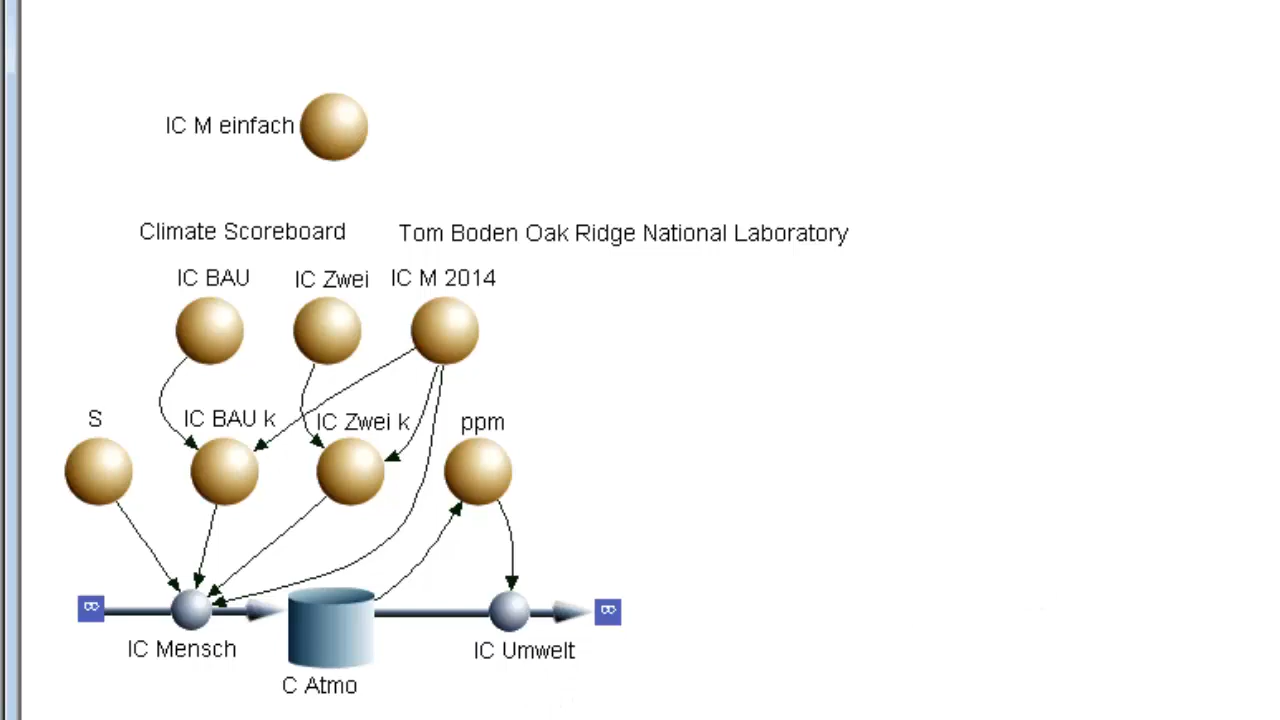 IC M einfach
Climate Scoreboard
Tom Boden Oak Ridge National Laboratory
IC BAU
IC Zwei
IC M 2014
S
IC BAU k
IC Zwei k
ppm
IC Mensch
IC Umwelt
C Atmo